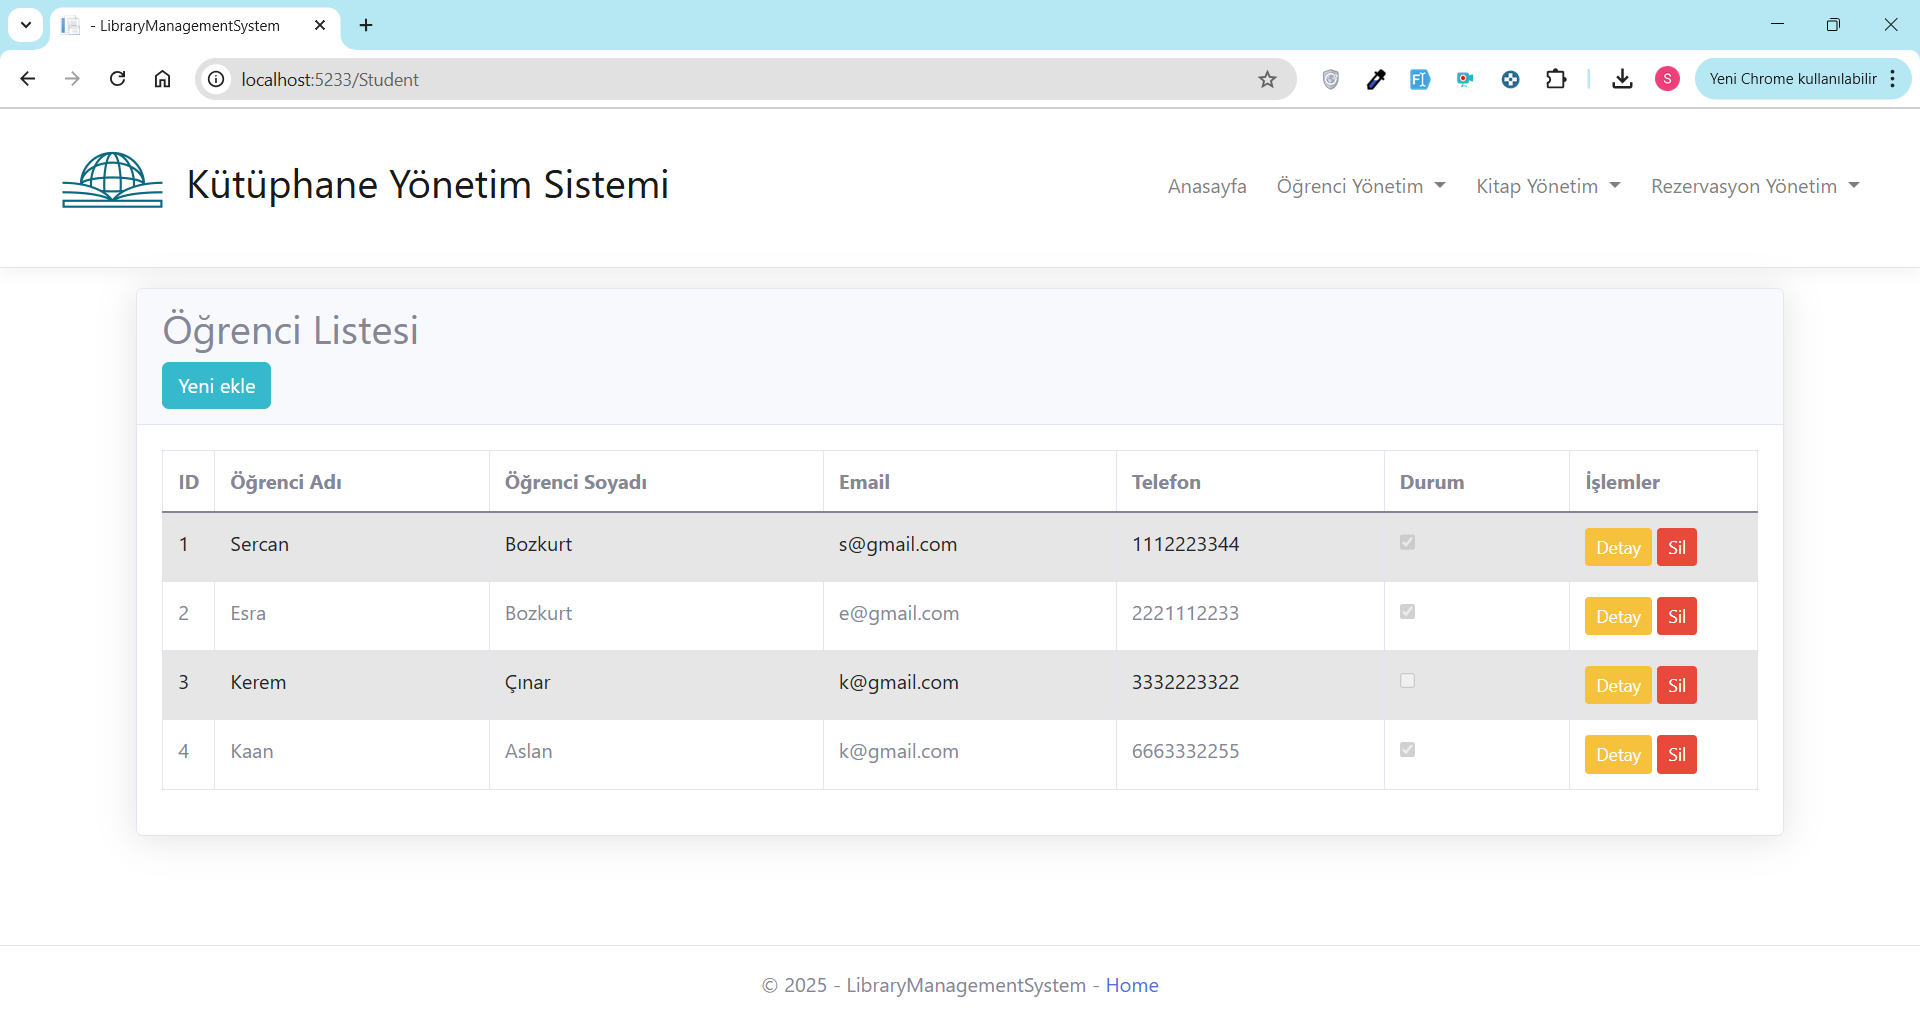 - LibraryManagementSystem
localhost:5233/Student
S
Yeni Chrome kullanılabilir
Kütüphane Yönetim Sistemi
Anasayfa Öğrenci Yönetim Kitap Yönetim Rezervasyon Yönetim
Öğrenci Listesi
Yeni ekle
ID Öğrenci Adı Öğrenci Soyadı Email Telefon Durum İşlemler
1 Sercan Bozkurt s@gmail.com 1112223344 Detay Sil
2 Esra Bozkurt e@gmail.com 2221112233 Detay Sil
3 Kerem Çınar k@gmail.com 3332223322 Detay Sil
4 Kaan Aslan k@gmail.com 6663332255 Detay Sil
© 2025 - LibraryManagementSystem - Home